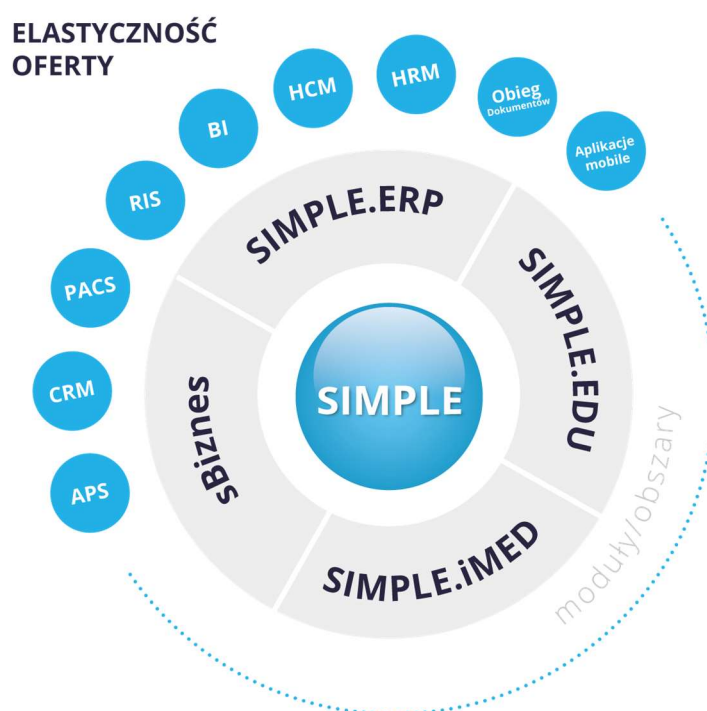 ELASTYCZNOŚĆ
OFERTY
APS
CRM
PACS
RIS
BI
HCM
HRM
Obieg
Dokumentów
Aplikacje
mobile
SIMPLE.ERP
SIMPLE.EDU
SIMPLE.iMED
sBiznes
SIMPLE
moduły/obszary